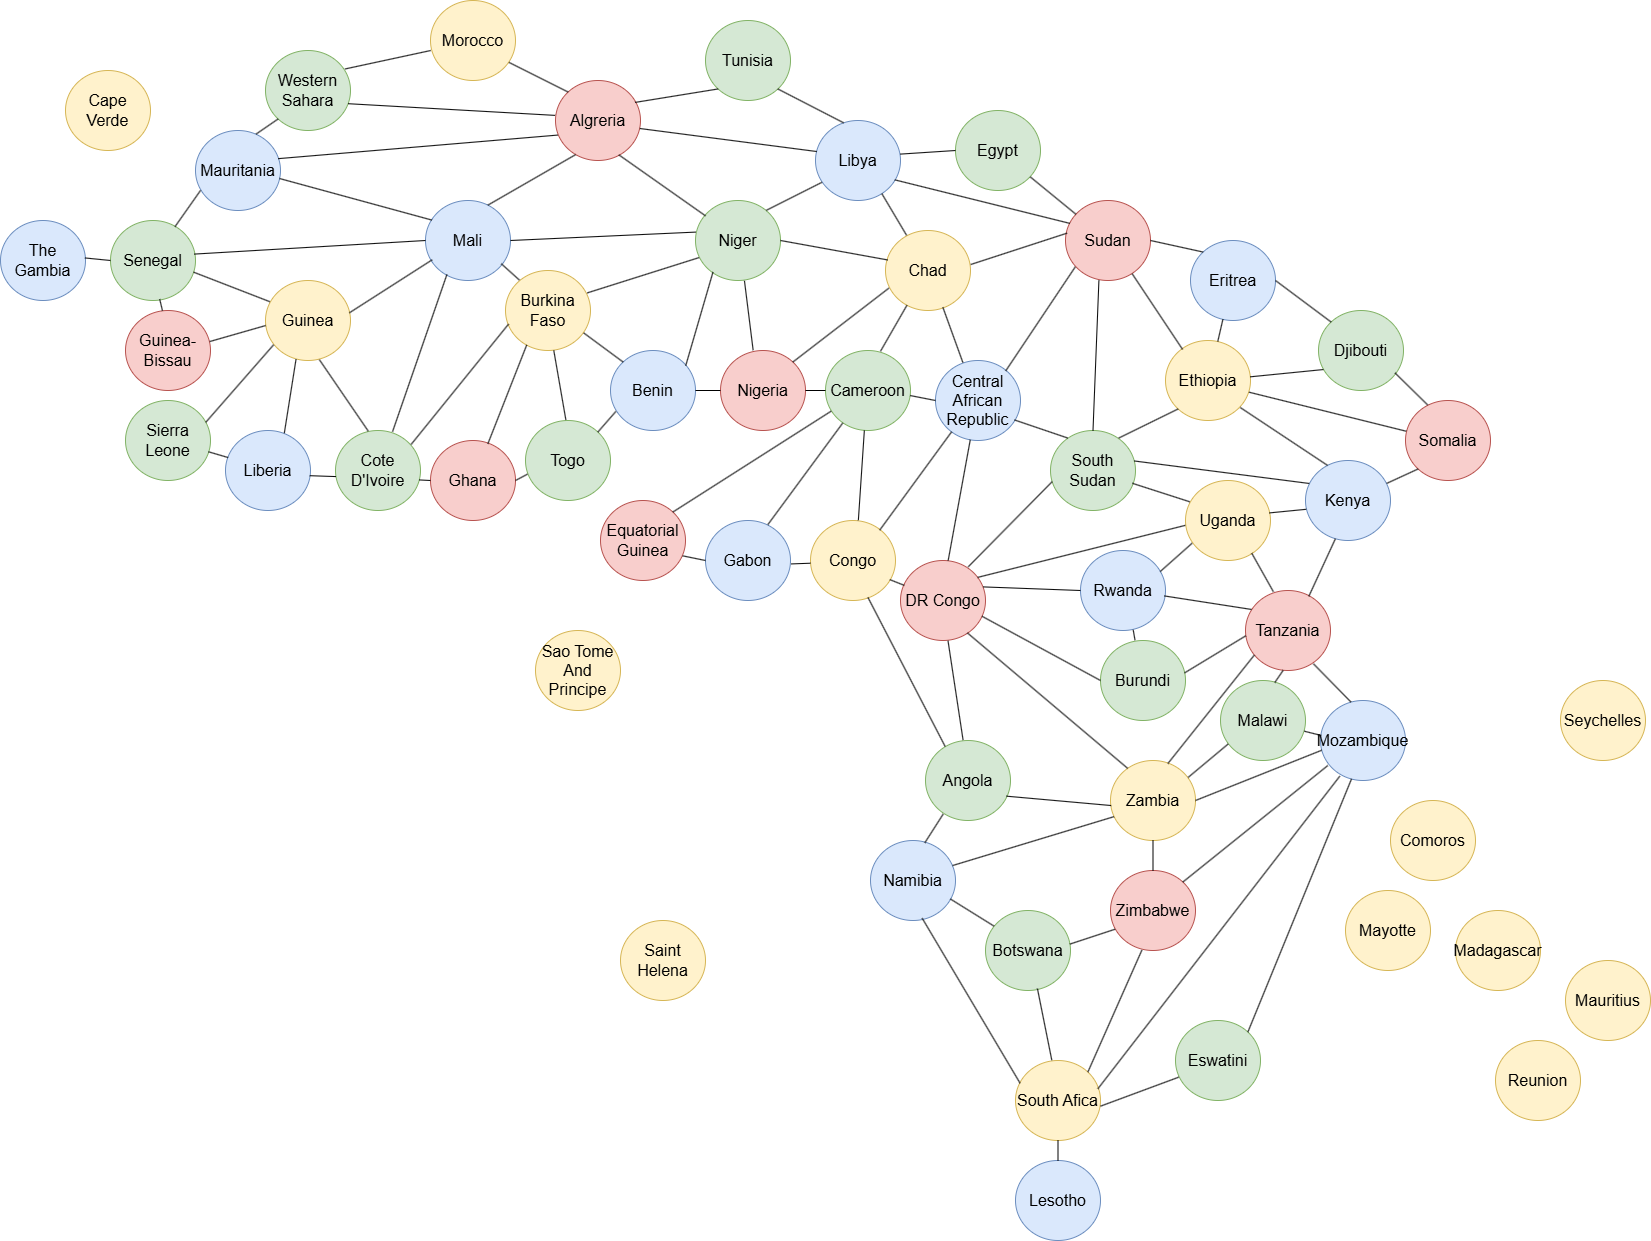 Morocco
Tunisia
Western
Sahara
Cape
Verde
Algreria
Egypt
Libya
Mauritania
Mali
Niger
Sudan
The
Gambia
Senegal
Chad
Eritrea
Burkina
Faso
Guinea
Guinea-
Bissau
Djibouti
Ethiopia
Benin
Nigeria
Cameroon
Central
African
Republic
Sierra
Leone
Somalia
Liberia
Cote
D'Ivoire
Ghana
Togo
South
Sudan
Kenya
Uganda
Equatorial
Guinea
Gabon
Congo
DR Congo
Rwanda
Tanzania
Sao Tome
And
Principe
Burundi
Malawi
Seychelles
Mozambique
Angola
Zambia
Comoros
Namibia
Zimbabwe
Mayotte
Botswana
Madagascar
Saint
Helena
Mauritius
Eswatini
Reunion
South Afica
Lesotho